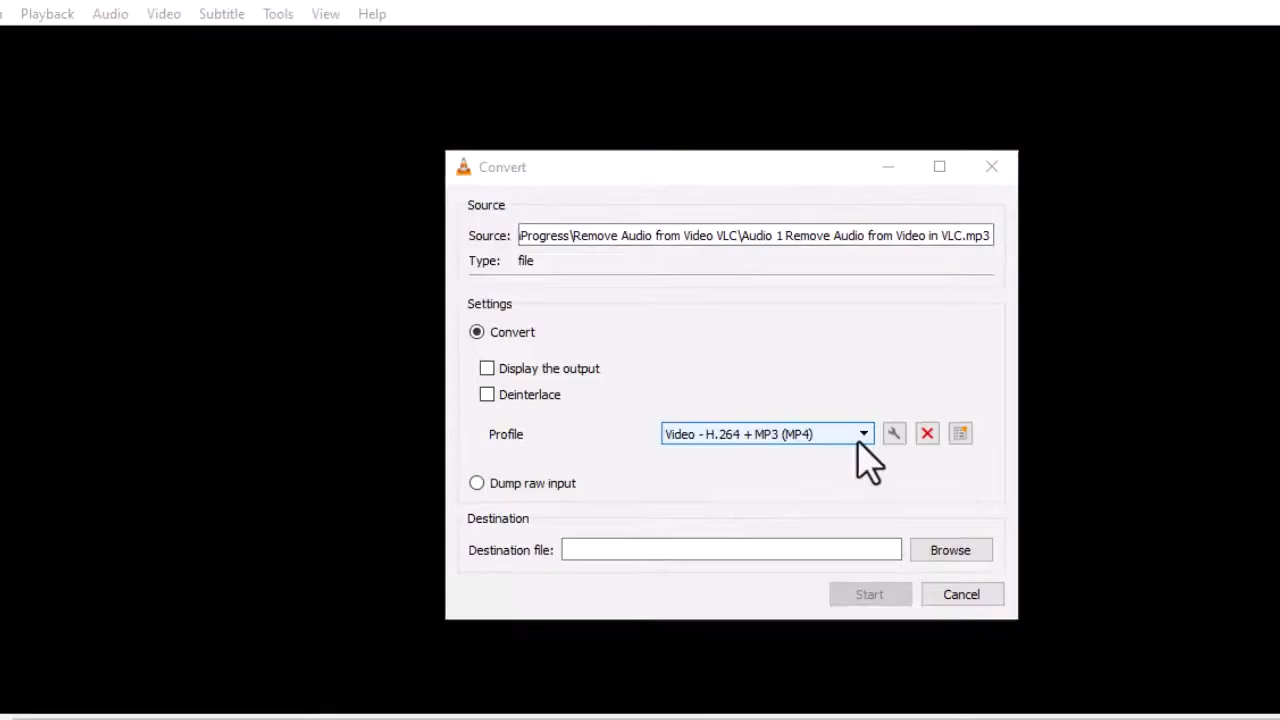 Playback Audio Video Subtitle Tools View Help
Convert
Source
Source: Progress\Remove Audio from Video VLC\Audio 1 Remove Audio from Video in VLC.mp3
Type: file
Settings
Convert
Display the output
Deinterlace
Profile Video - H.264 + MP3 (MP4)
Dump raw input
Destination
Destination file: Browse
Start Cancel